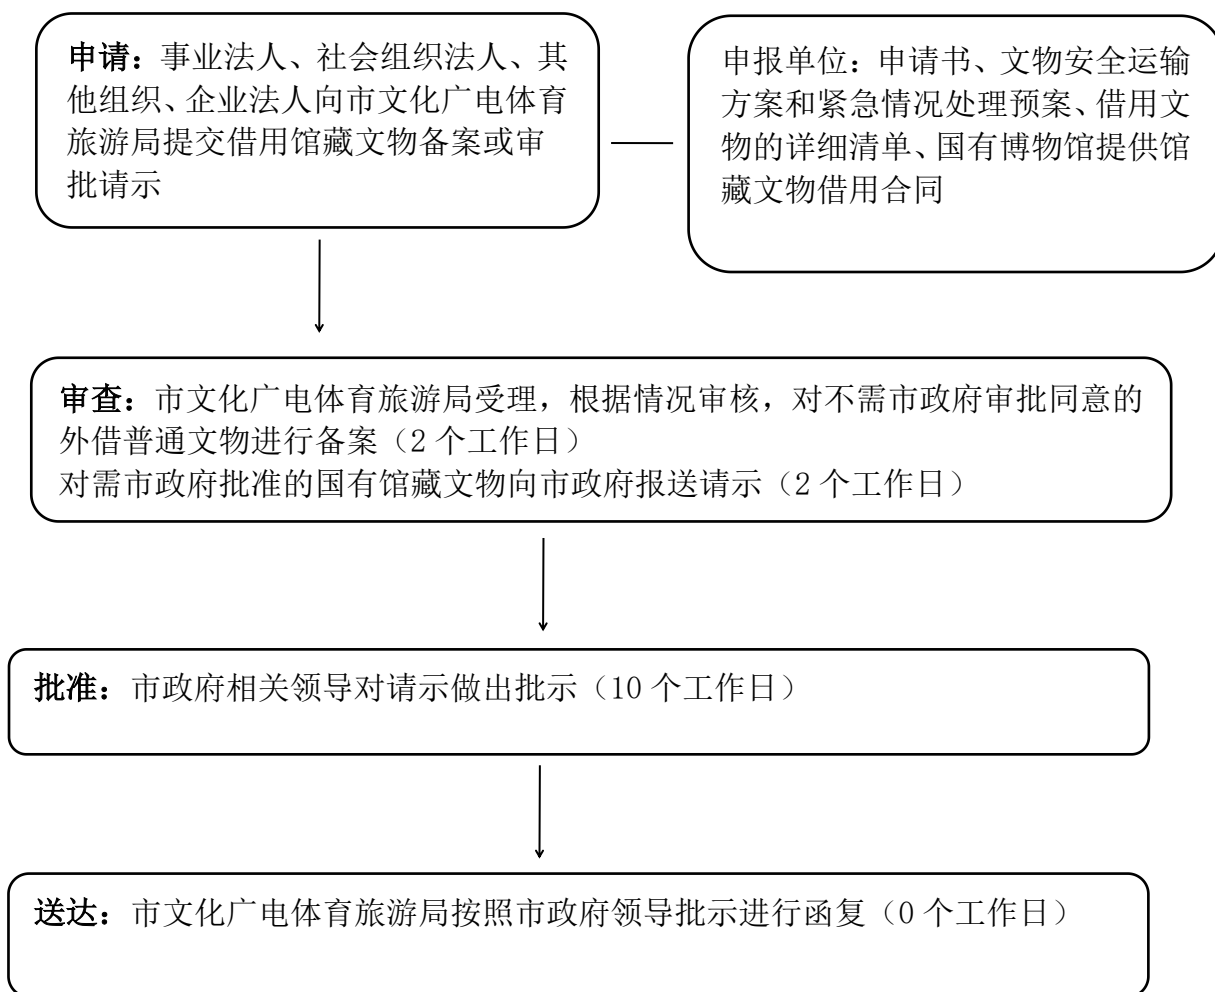 申请：事业法人、社会组织法人、其
他组织、企业法人向市文化广电体育
旅游局提交借用馆藏文物备案或审
批请示
申报单位：申请书、文物安全运输
方案和紧急情况处理预案、借用文
物的详细清单、国有博物馆提供馆
藏文物借用合同
审查：市文化广电体育旅游局受理，根据情况审核，对不需市政府审批同意的
外借普通文物进行备案（2 个工作日）
对需市政府批准的国有馆藏文物向市政府报送请示（2 个工作日）
批准：市政府相关领导对请示做出批示（10 个工作日）
送达：市文化广电体育旅游局按照市政府领导批示进行函复（0 个工作日）